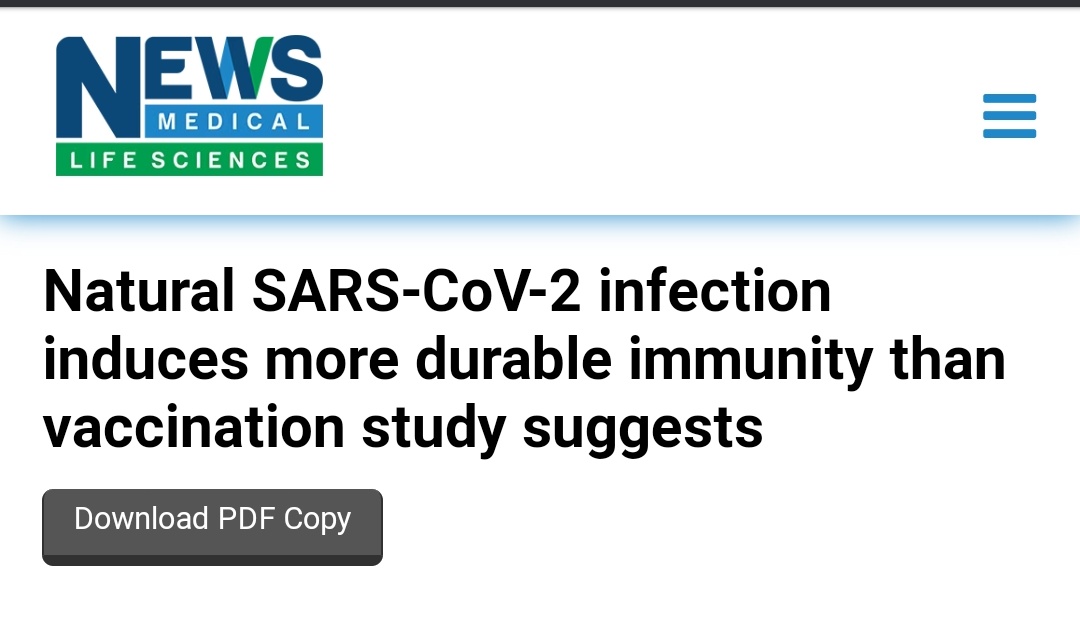 NEWS
MEDICAL
LIFE SCIENCES
Natural SARS-CoV-2 infection
induces more durable immunity than
vaccination study suggests
Download PDF Copy